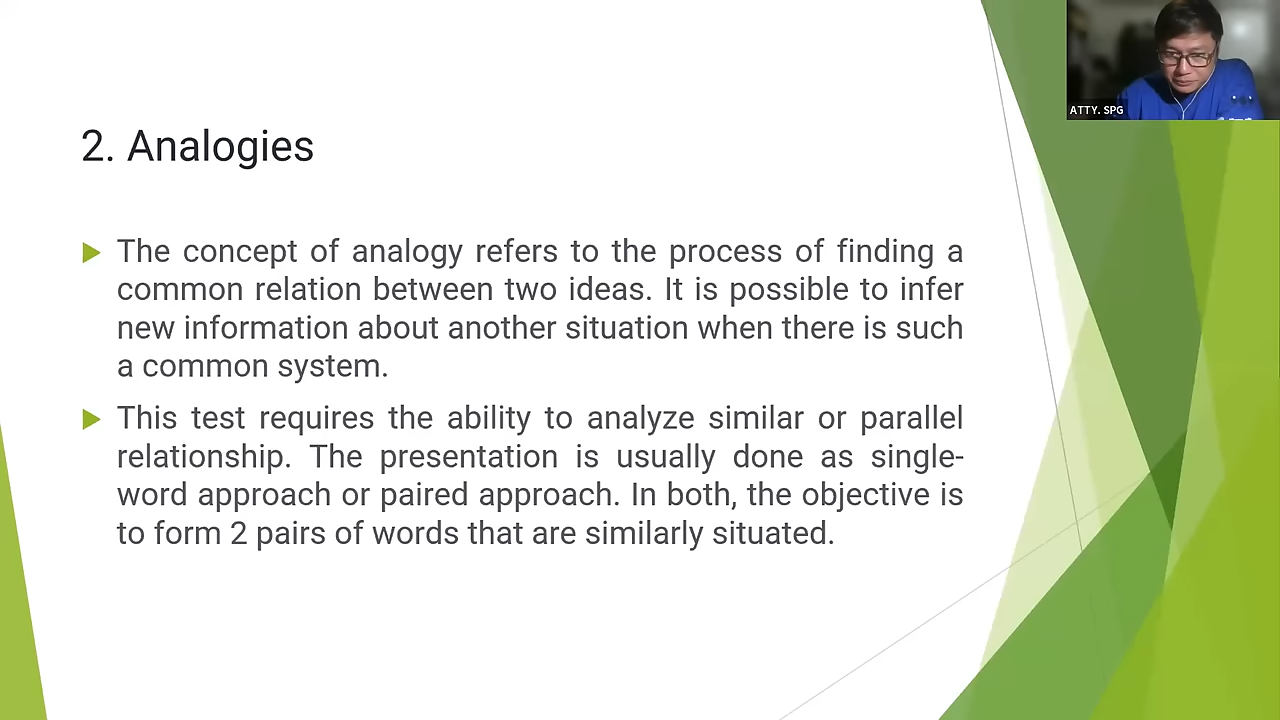 ATTY. SPG
2. Analogies
The concept of analogy refers to the process of finding a
common relation between two ideas. It is possible to infer
new information about another situation when there is such
a common system.
This test requires the ability to analyze similar or parallel
relationship. The presentation is usually done as single-
word approach or paired approach. In both, the objective is
to form 2 pairs of words that are similarly situated.